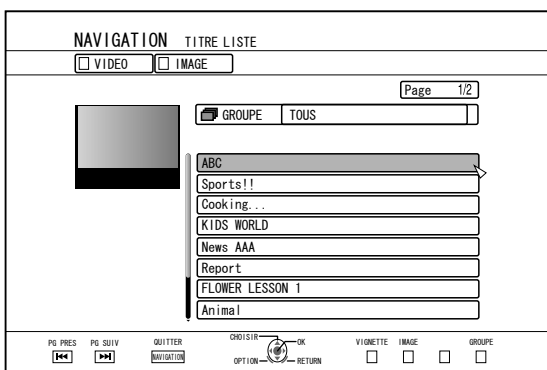 NAVIGATION TITRE LISTE
VIDEO IMAGE
Page 1/2
GROUPE TOUS
ABC
Sports!!
Cooking...
KIDS WORLD
News AAA
Report
FLOWER LESSON 1
Animal
PG PRES PG SUIV QUITTER CHOISIR OK VIGNETTE IMAGE GROUPE
NAVIGATION OPTION RETURN